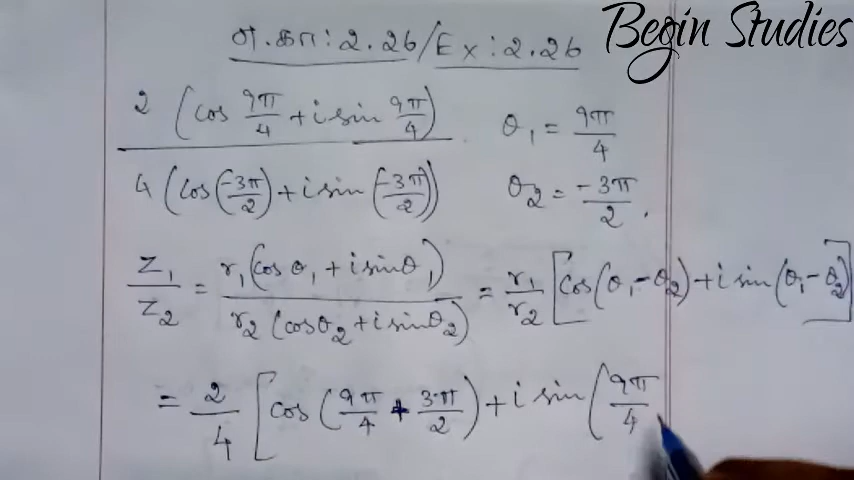 Begin Studies
எ.கா : 2.26 / Ex : 2.26
2 (cos 9π/4 + i sin 9π/4) / 4 (cos(-3π/2) + i sin(-3π/2))
θ₁ = 9π/4
θ₂ = -3π/2 .
z₁/z₂ = r₁(cos θ₁ + i sin θ₁) / r₂ (cos θ₂ + i sin θ₂) = r₁/r₂ [cos(θ₁ - θ₂) + i sin(θ₁ - θ₂)]
= 2/4 [cos (9π/4 + 3π/2) + i sin (9π/4